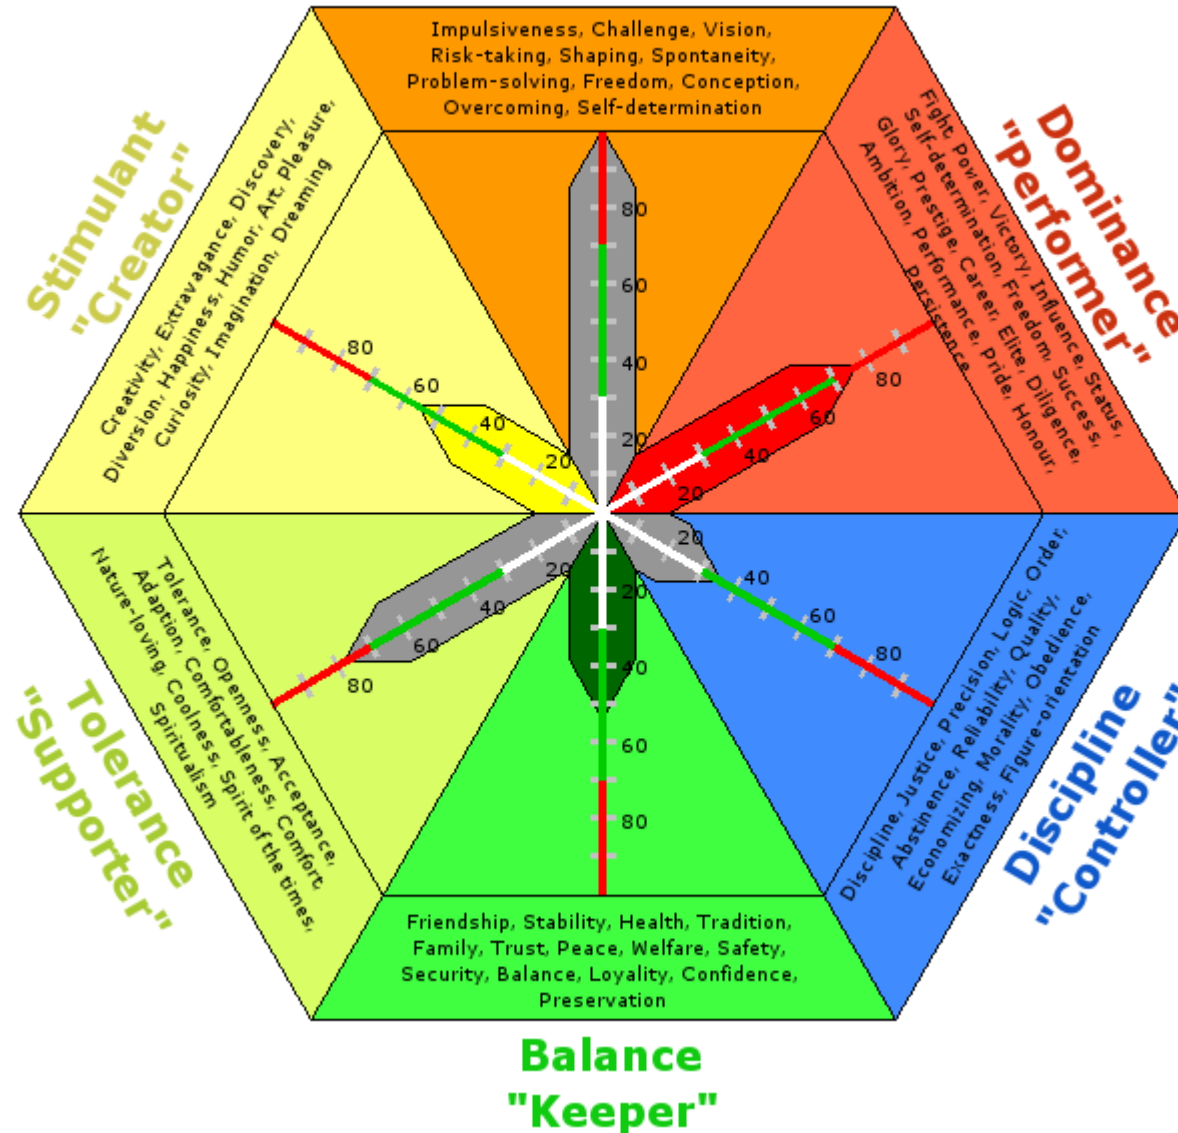 Impulsiveness, Challenge, Vision,
Risk-taking, Shaping, Spontaneity,
Problem-solving, Freedom, Conception,
Overcoming, Self-determination
Stimulant
"Creator"
Creativity, Extravagance, Discovery,
Diversion, Happiness, Humor, Art, Pleasure,
Curiosity, Imagination, Dreaming
Dominance
"Performer"
Fight, Power, Victory, Influence, Status,
Self-determination, Freedom, Success,
Glory, Prestige, Career, Elite, Diligence,
Ambition, Performance, Pride, Honour,
Persistence
80
60
40
20
80
60
40
20
80
60
40
20
20
40
60
80
20
40
60
80
20
40
60
80
Tolerance
"Supporter"
Tolerance, Openness, Acceptance,
Adaption, Comfortableness, Comfort,
Nature-loving, Coolness, Spirit of the times,
Spiritualism
Discipline
"Controller"
Discipline, Justice, Precision, Logic, Order,
Abstinence, Reliability, Quality,
Economizing, Morality, Obedience,
Exactness, Figure-orientation
Friendship, Stability, Health, Tradition,
Family, Trust, Peace, Welfare, Safety,
Security, Balance, Loyality, Confidence,
Preservation
Balance
"Keeper"